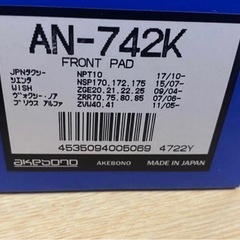 AN-742K
FRONT PAD
JPNタクシー NPT10 17/10-
シエンタ NSP170,172,175 15/07-
WISH ZGE20.21.22.25 09/04-
ヴォクシー・ノア ZRR70.75.80.85 07/06-
プリウス アルファ ZVW40.41 11/05-
akebono
AKEBONO MADE IN JAPAN
4535094005069 4722Y